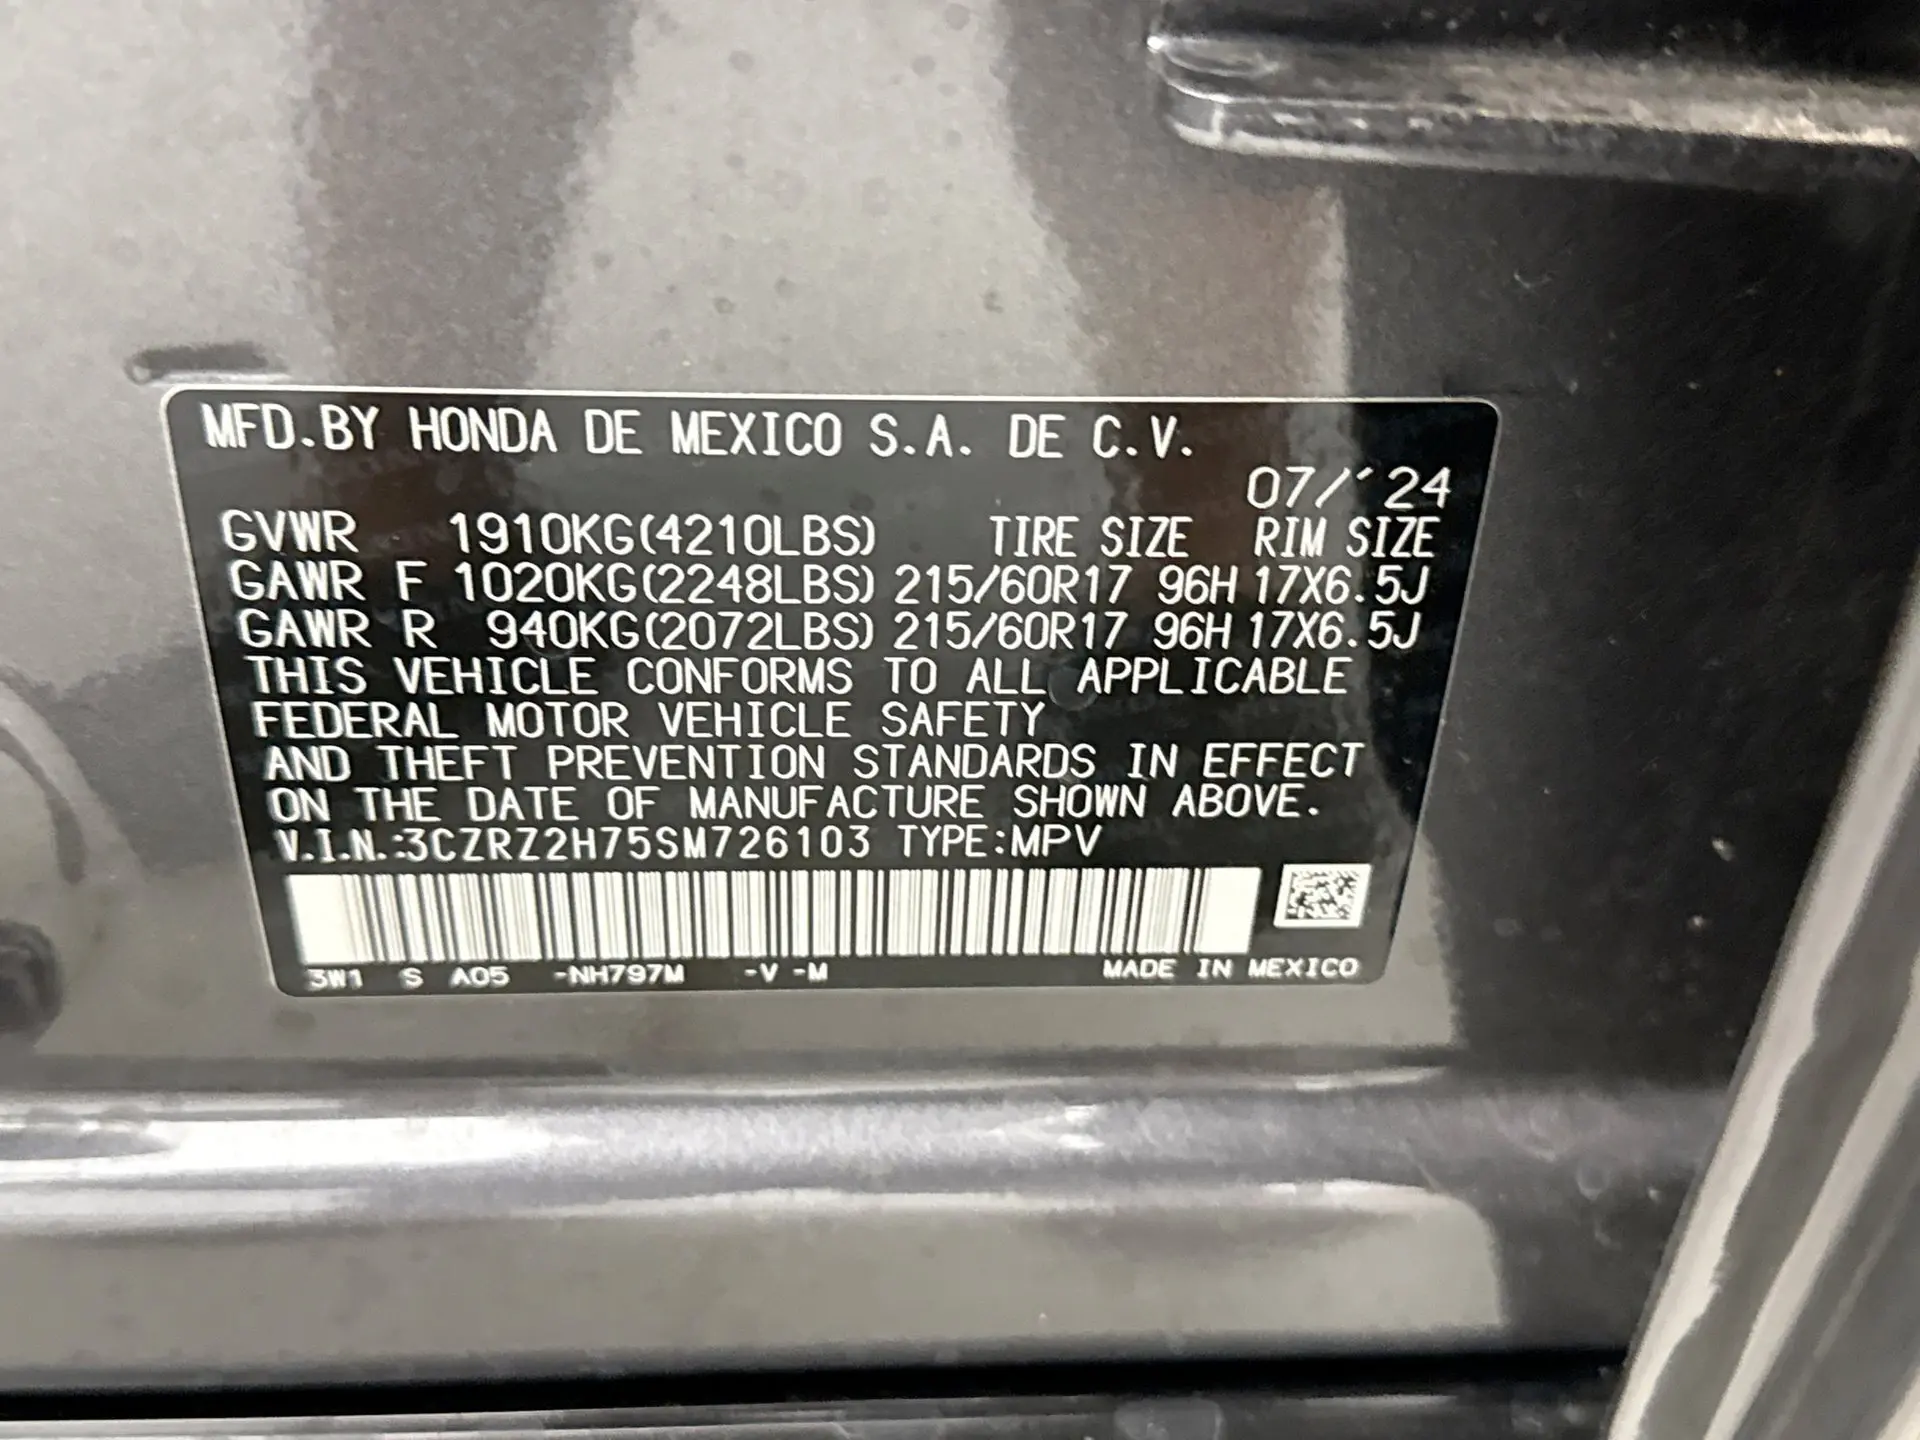 MFD.BY HONDA DE MEXICO S.A. DE C.V.
07/´24
GVWR 1910KG(4210LBS) TIRE SIZE RIM SIZE
GAWR F 1020KG(2248LBS) 215/60R17 96H 17X6.5J
GAWR R 940KG(2072LBS) 215/60R17 96H 17X6.5J
THIS VEHICLE CONFORMS TO ALL APPLICABLE
FEDERAL MOTOR VEHICLE SAFETY
AND THEFT PREVENTION STANDARDS IN EFFECT
ON THE DATE OF MANUFACTURE SHOWN ABOVE.
V.I.N.:3CZRZ2H75SM726103 TYPE:MPV
3W1 S A05 -NH797M -V -M MADE IN MEXICO